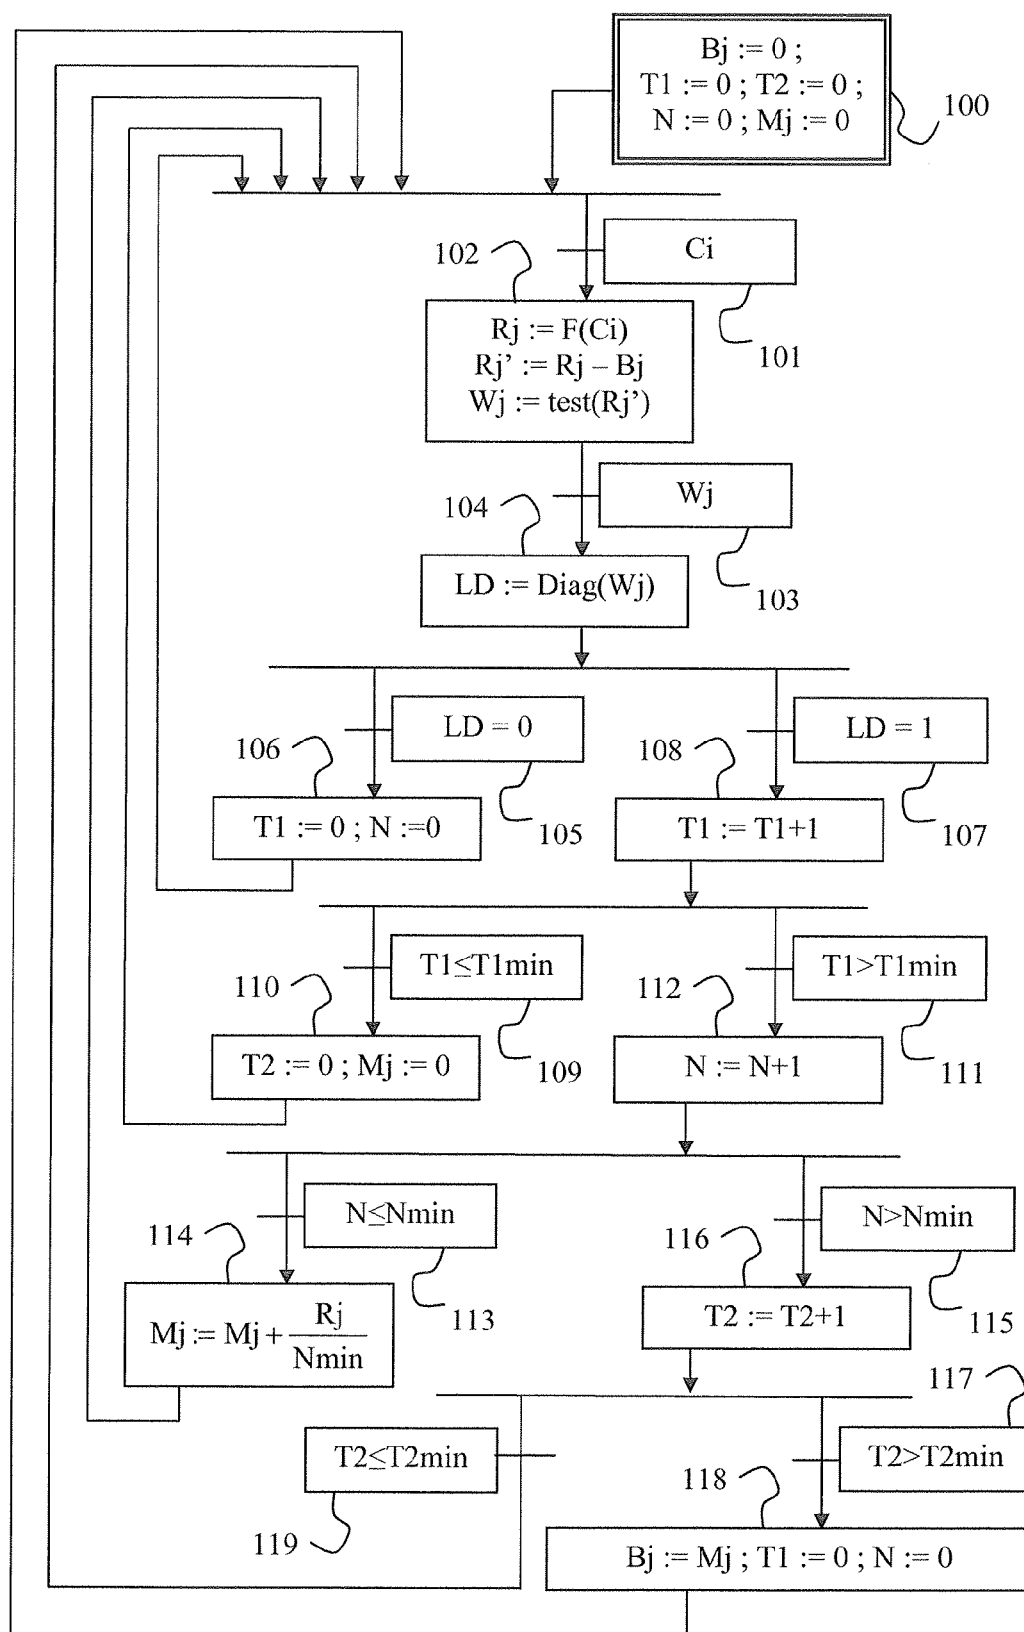 Bj := 0 ;
T1 := 0 ; T2 := 0 ;
N := 0 ; Mj := 0
100
Ci
102
101
Rj := F(Ci)
Rj’ := Rj – Bj
Wj := test(Rj’)
Wj
104
103
LD := Diag(Wj)
LD = 0
LD = 1
106
108
105
107
T1 := 0 ; N :=0
T1 := T1+1
T1≤T1min
T1>T1min
110
112
109
111
T2 := 0 ; Mj := 0
N := N+1
N≤Nmin
N>Nmin
114
116
113
115
Mj := Mj + Rj
Nmin
T2 := T2+1
117
T2≤T2min
T2>T2min
118
119
Bj := Mj ; T1 := 0 ; N := 0